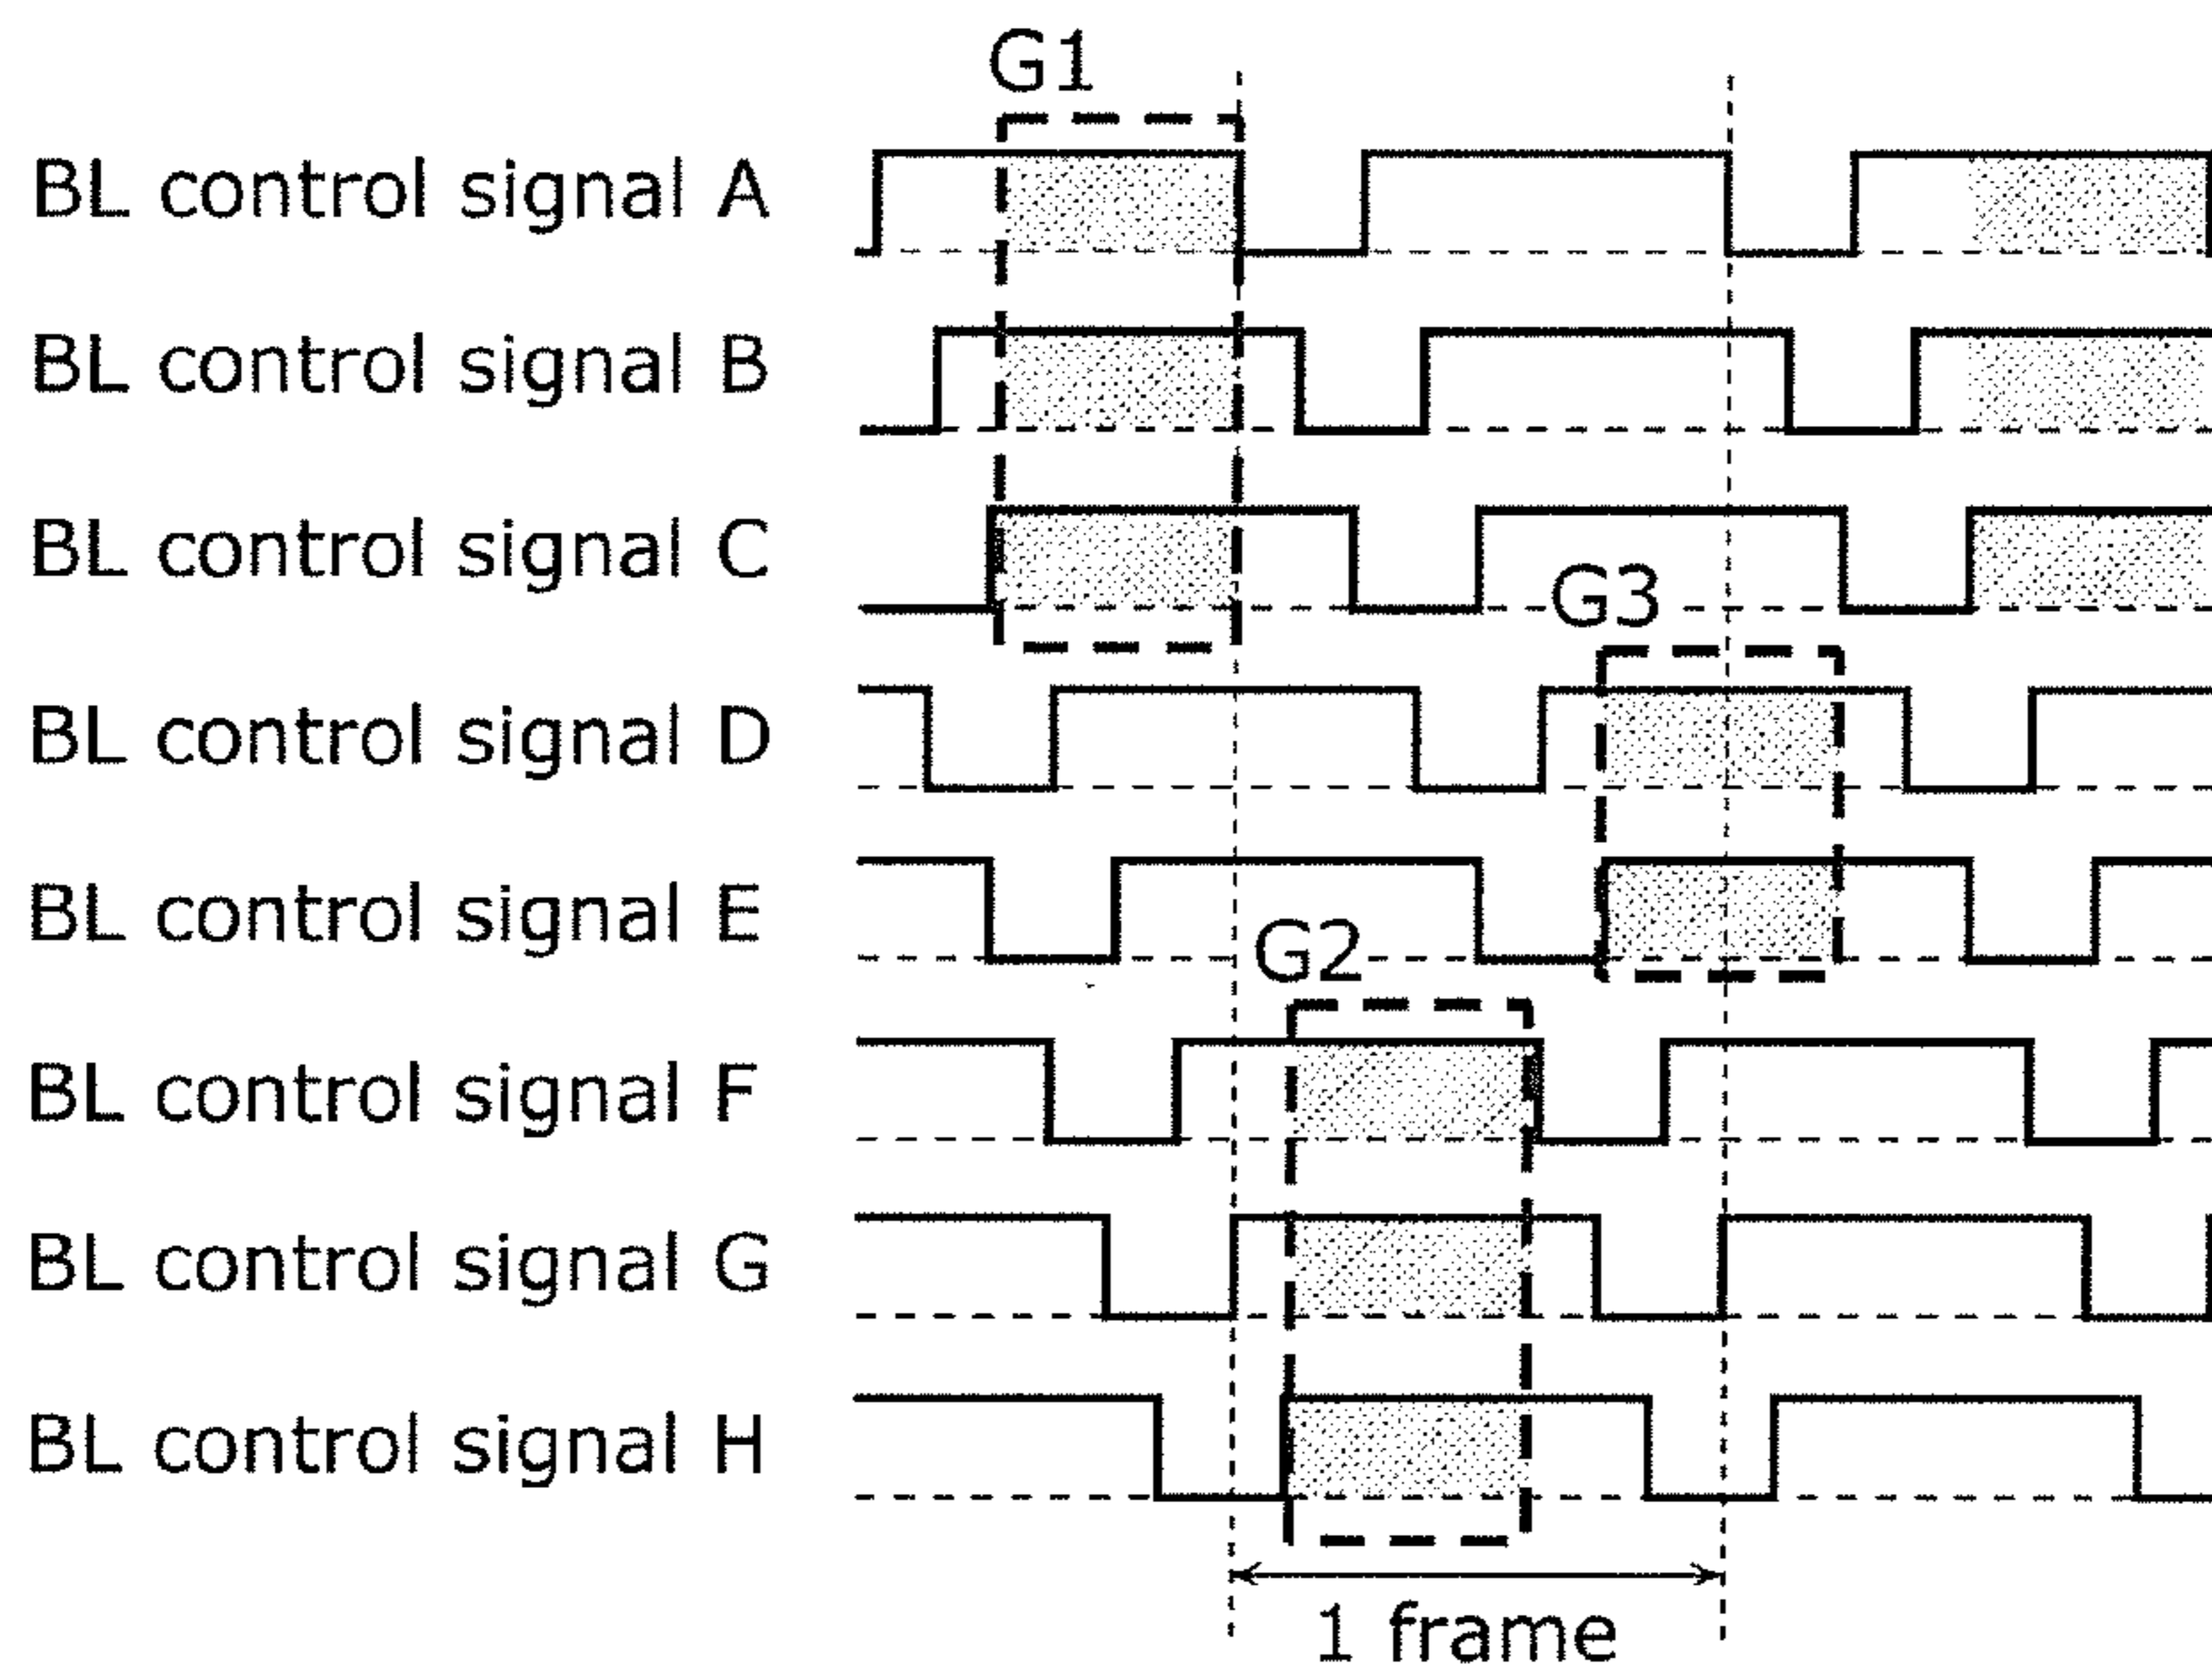 G1
BL control signal A
BL control signal B
BL control signal C
G3
BL control signal D
BL control signal E
G2
BL control signal F
BL control signal G
BL control signal H
1 frame